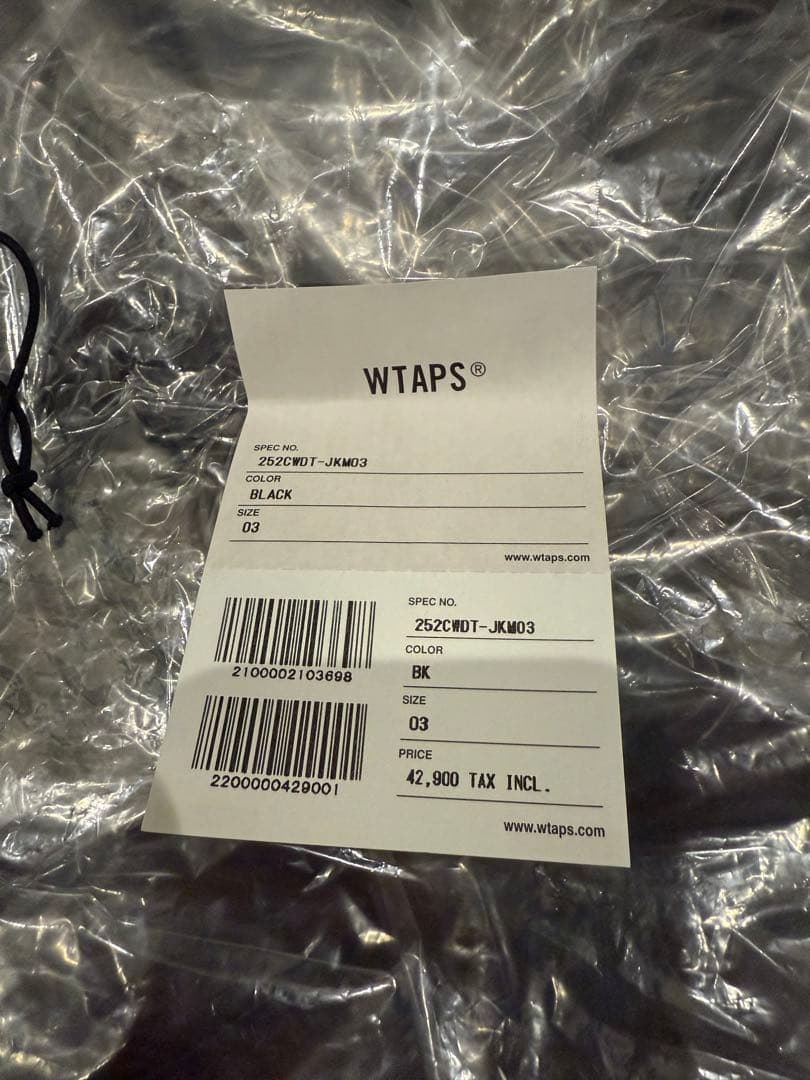 WTAPS®
SPEC NO.
252CWDT-JKM03
COLOR
BLACK
SIZE
03
www.wtaps.com
2100002103698
2200000429001
SPEC NO.
252CWDT-JKM03
COLOR
BK
SIZE
03
PRICE
42,900 TAX INCL.
www.wtaps.com